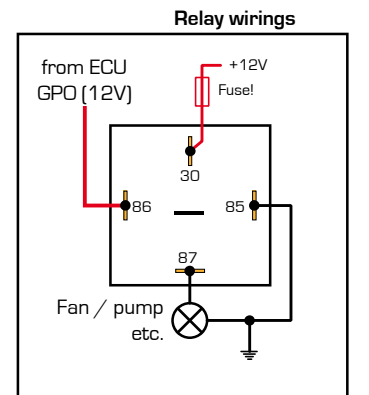 Relay wirings
from ECU
GPO (12V)
+12V
Fuse!
30
86
85
87
Fan / pump
etc.